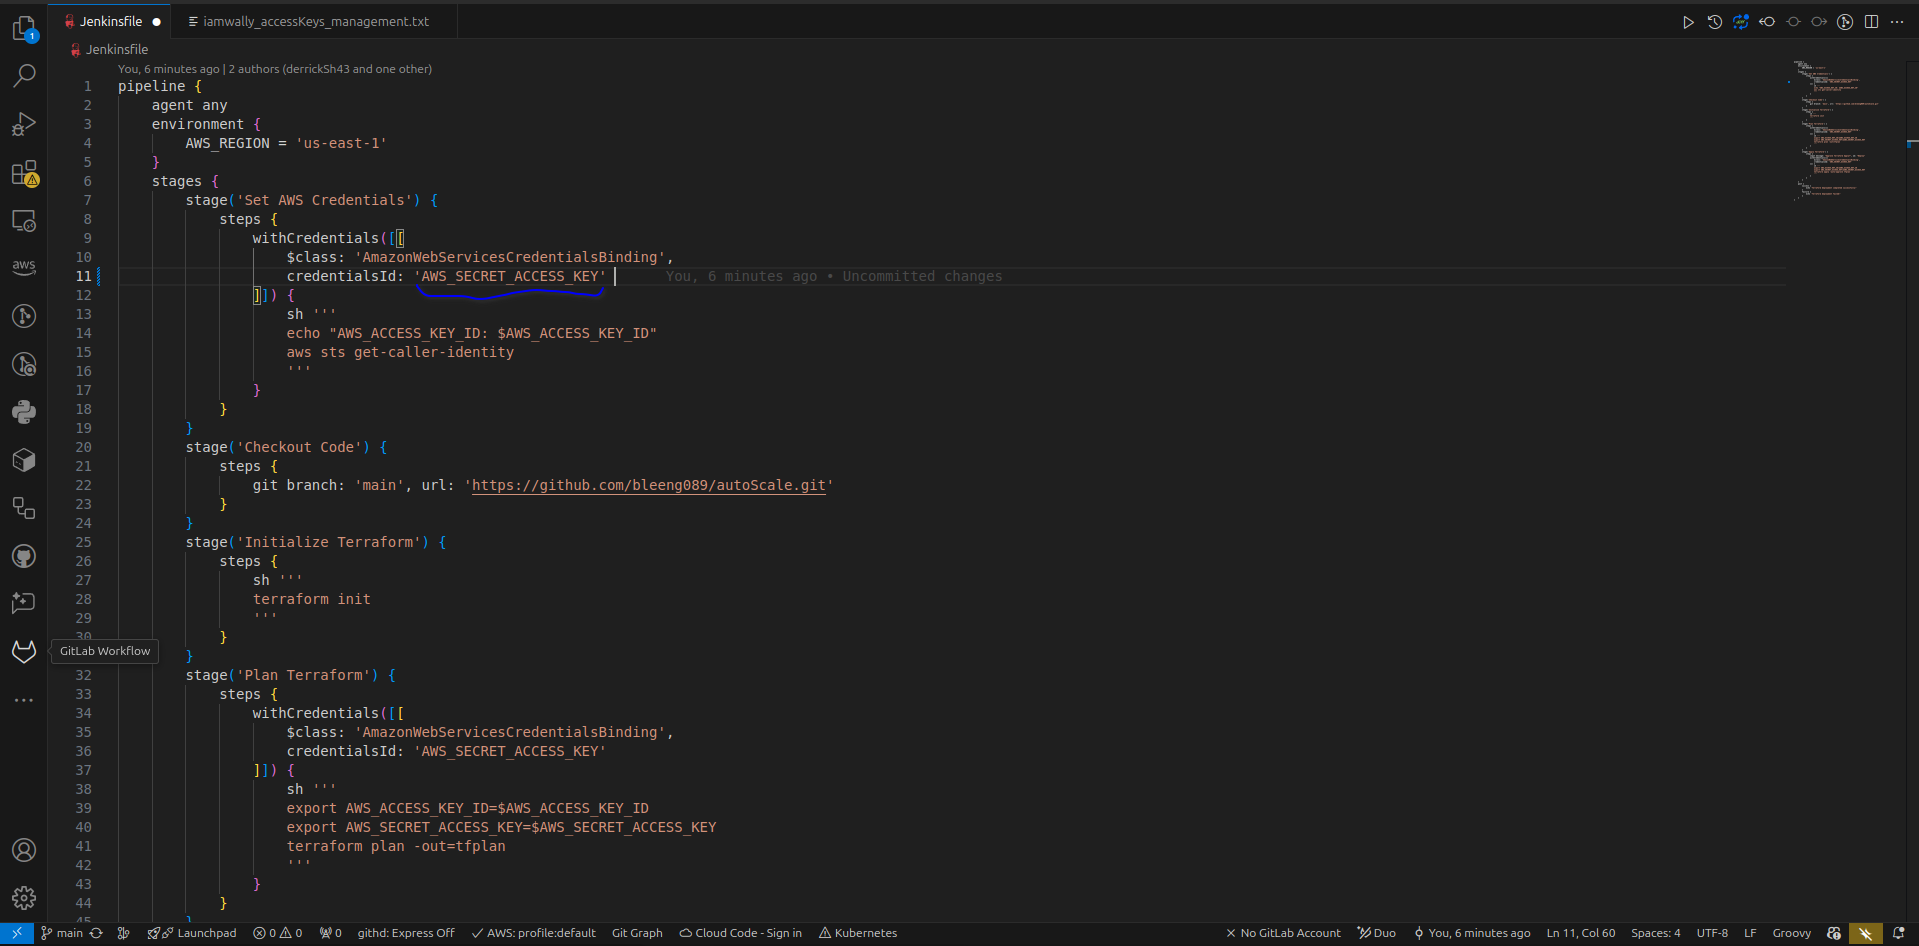 Jenkinsfile
iamwally_accessKeys_management.txt
1
Jenkinsfile
You, 6 minutes ago | 2 authors (derrickSh43 and one other)
1 pipeline {
2 agent any
3 environment {
4 AWS_REGION = 'us-east-1'
5 }
6 stages {
7 stage('Set AWS Credentials') {
8 steps {
9 withCredentials([[
10 $class: 'AmazonWebServicesCredentialsBinding',
11 credentialsId: 'AWS_SECRET_ACCESS_KEY' You, 6 minutes ago • Uncommitted changes
12 ]]) {
13 sh '''
14 echo "AWS_ACCESS_KEY_ID: $AWS_ACCESS_KEY_ID"
15 aws sts get-caller-identity
16 '''
17 }
18 }
19 }
20 stage('Checkout Code') {
21 steps {
22 git branch: 'main', url: 'https://github.com/bleeng089/autoScale.git'
23 }
24 }
25 stage('Initialize Terraform') {
26 steps {
27 sh '''
28 terraform init
29 '''
30 }
}
32 stage('Plan Terraform') {
33 steps {
34 withCredentials([[
35 $class: 'AmazonWebServicesCredentialsBinding',
36 credentialsId: 'AWS_SECRET_ACCESS_KEY'
37 ]]) {
38 sh '''
39 export AWS_ACCESS_KEY_ID=$AWS_ACCESS_KEY_ID
40 export AWS_SECRET_ACCESS_KEY=$AWS_SECRET_ACCESS_KEY
41 terraform plan -out=tfplan
42 '''
43 }
44 }
45 }
aws
GitLab Workflow
main 0 0 0 Launchpad githd: Express Off AWS: profile:default Git Graph Cloud Code - Sign in Kubernetes No GitLab Account Duo You, 6 minutes ago Ln 11, Col 60 Spaces: 4 UTF-8 LF Groovy